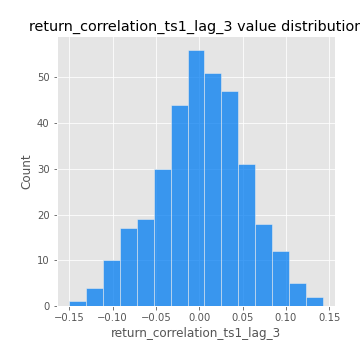 return_correlation_ts1_lag_3 value distribution
50
40
30
20
10
0
Count
−0.15 −0.10 −0.05 0.00 0.05 0.10 0.15
return_correlation_ts1_lag_3